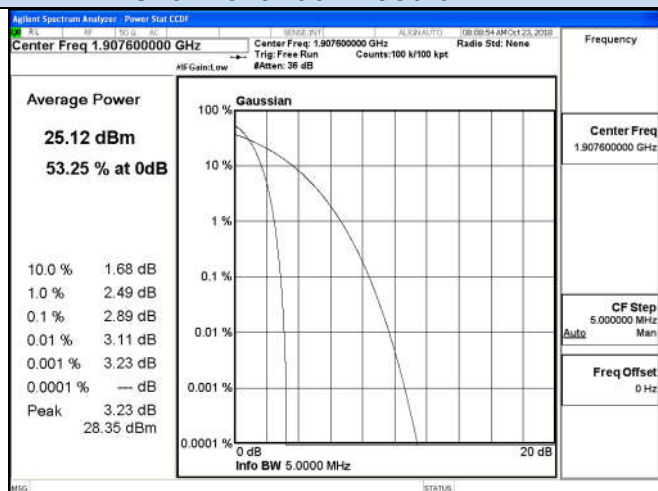 Agilent Spectrum Analyzer - Power Stat CCDF
RL RF 50 Ω AC SENSE:INT ALIGN AUTO 08:08:54 AM Oct 23, 2018
Center Freq 1.907600000 GHz
Center Freq: 1.907600000 GHz Radio Std: None
Trig: Free Run Counts:100 k/100 kpt
#IFGain:Low #Atten: 36 dB
Frequency
Average Power
25.12 dBm
53.25 % at 0dB
10.0 % 1.68 dB
1.0 % 2.49 dB
0.1 % 2.89 dB
0.01 % 3.11 dB
0.001 % 3.23 dB
0.0001 % --- dB
Peak 3.23 dB
28.35 dBm
Gaussian
100 %
10 %
1 %
0.1 %
0.01 %
0.001 %
0.0001 %
0 dB 20 dB
Info BW 5.0000 MHz
Center Freq
1.907600000 GHz
CF Step
5.000000 MHz
Auto Man
Freq Offset
0 Hz
MSG STATUS